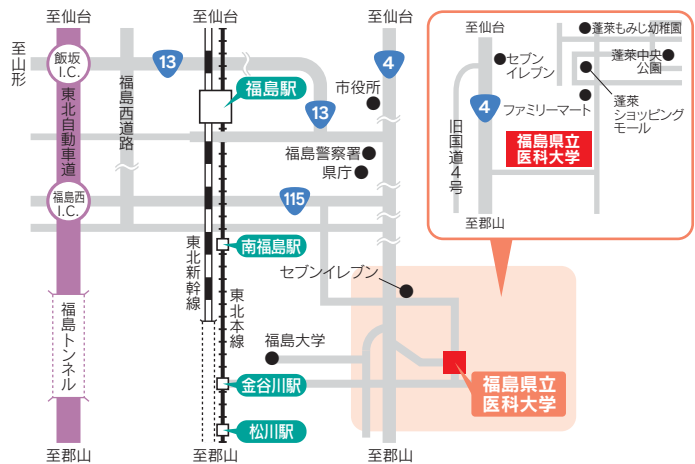 至仙台
至仙台
至仙台
至山形
飯坂
I.C.
13
4
福島駅
福島西道路
東北自動車道
市役所
13
福島警察署
県庁
福島西
I.C.
115
南福島駅
東北新幹線
東北本線
セブンイレブン
福島トンネル
福島大学
金谷川駅
福島県立
医科大学
松川駅
至郡山
至郡山
至郡山
至仙台
蓬莱もみじ幼稚園
セブン
イレブン
蓬莱中央
公園
4
ファミリーマート
蓬莱
ショッピング
モール
旧国道4号
福島県立
医科大学
至郡山